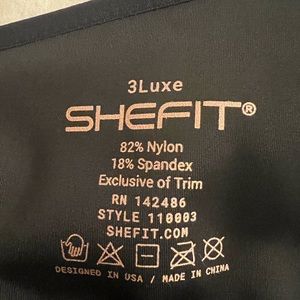 3Luxe
SHEFIT®
82% Nylon
18% Spandex
Exclusive of Trim
RN 142486
STYLE 110003
SHEFIT.COM
DESIGNED IN USA / MADE IN CHINA